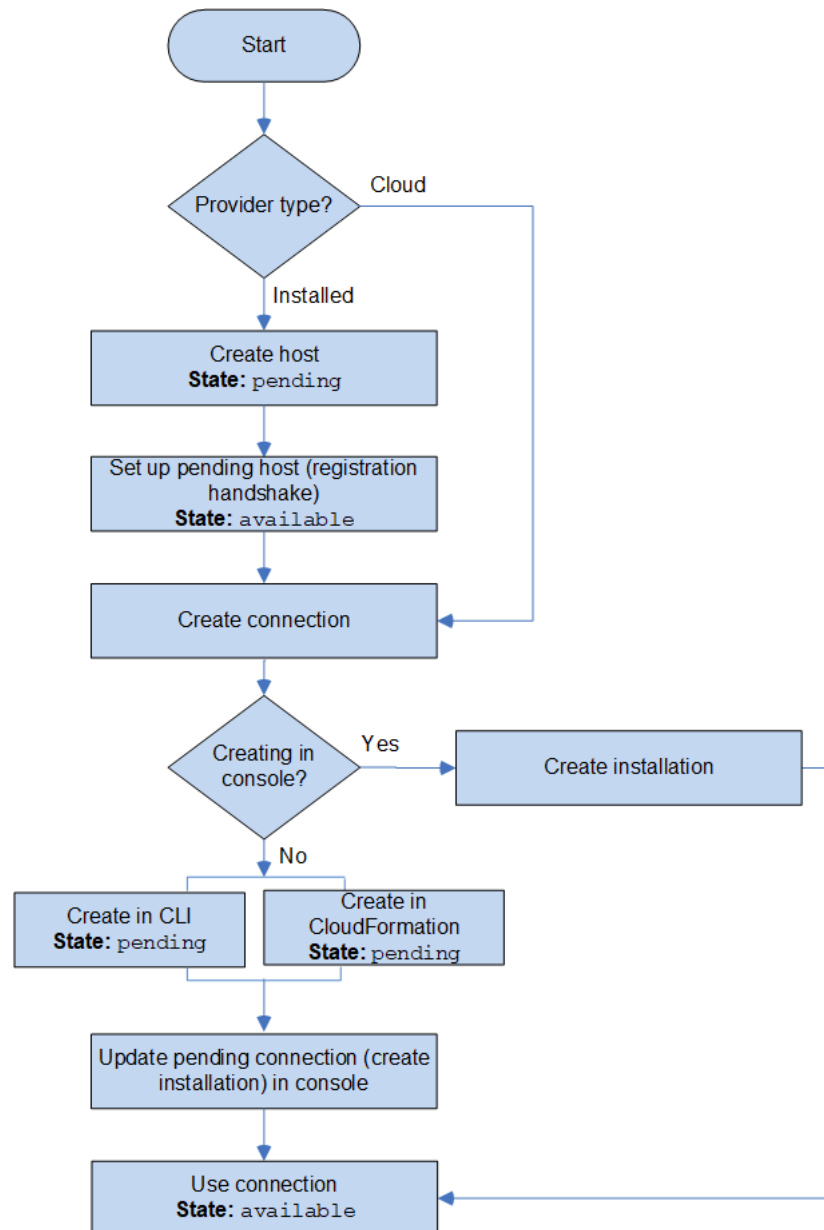 Start
Provider type?
Cloud
Installed
Create host
State: pending
Set up pending host (registration
handshake)
State: available
Create connection
Creating in
console?
Yes
Create installation
No
Create in CLI
State: pending
Create in
CloudFormation
State: pending
Update pending connection (create
installation) in console
Use connection
State: available